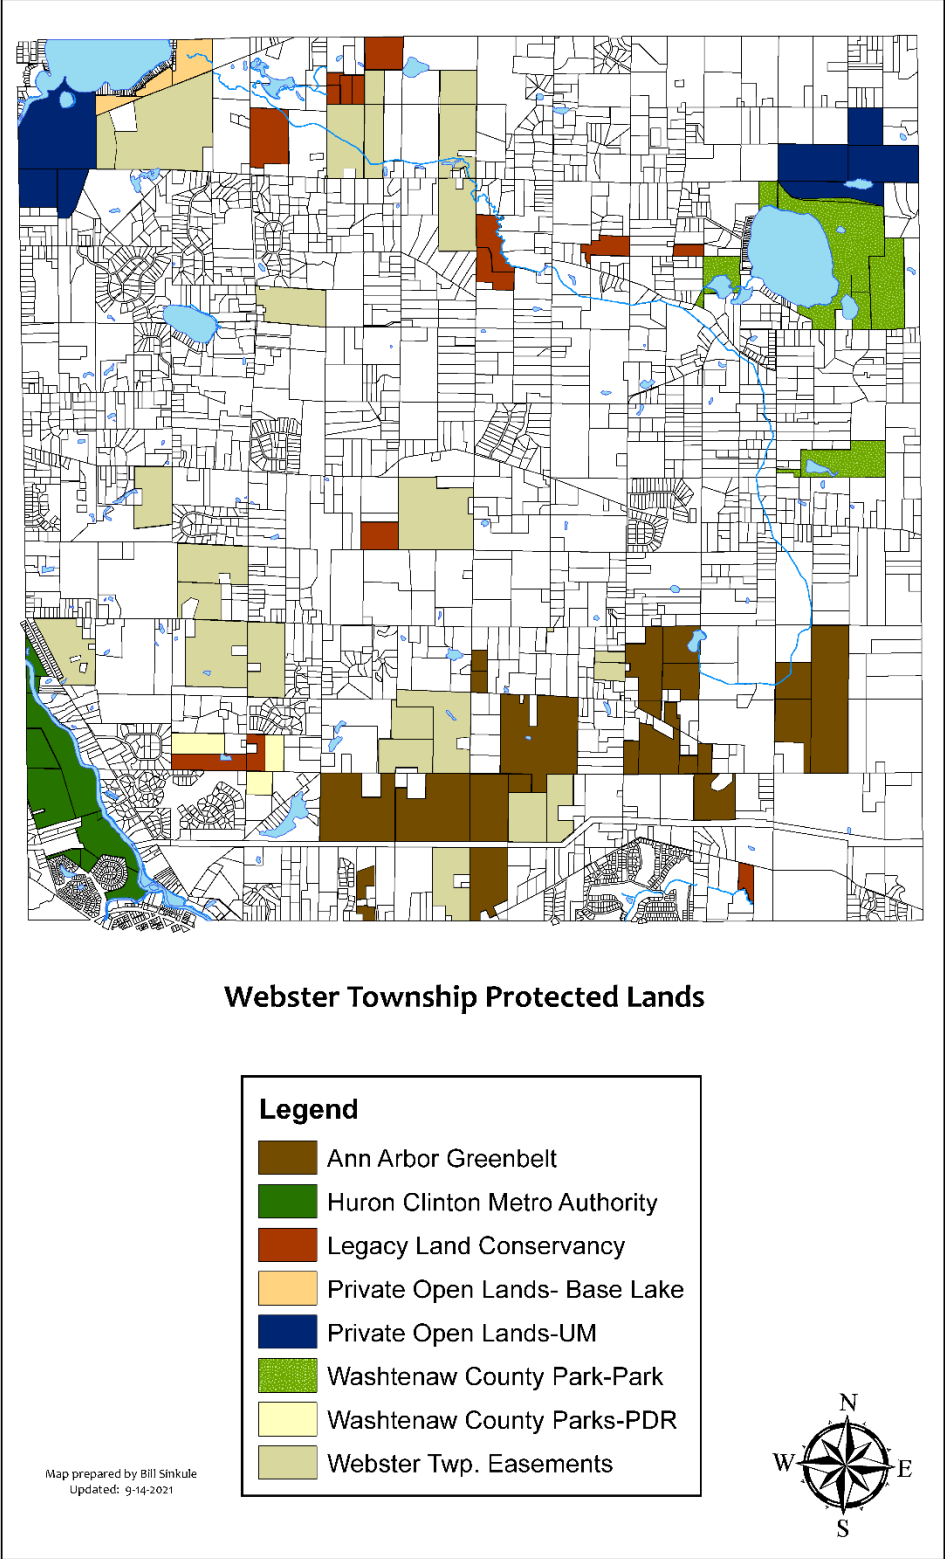 Webster Township Protected Lands
Legend
Ann Arbor Greenbelt
Huron Clinton Metro Authority
Legacy Land Conservancy
Private Open Lands- Base Lake
Private Open Lands-UM
Washtenaw County Park-Park
Washtenaw County Parks-PDR
Webster Twp. Easements
Map prepared by Bill Sinkule
Updated: 9-14-2021
N
W
E
S